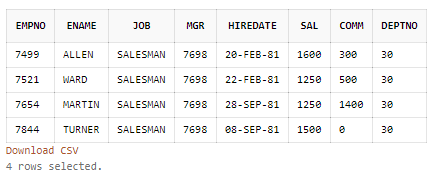 EMPNO ENAME JOB MGR HIREDATE SAL COMM DEPTNO
7499 ALLEN SALESMAN 7698 20-FEB-81 1600 300 30
7521 WARD SALESMAN 7698 22-FEB-81 1250 500 30
7654 MARTIN SALESMAN 7698 28-SEP-81 1250 1400 30
7844 TURNER SALESMAN 7698 08-SEP-81 1500 0 30
Download CSV
4 rows selected.